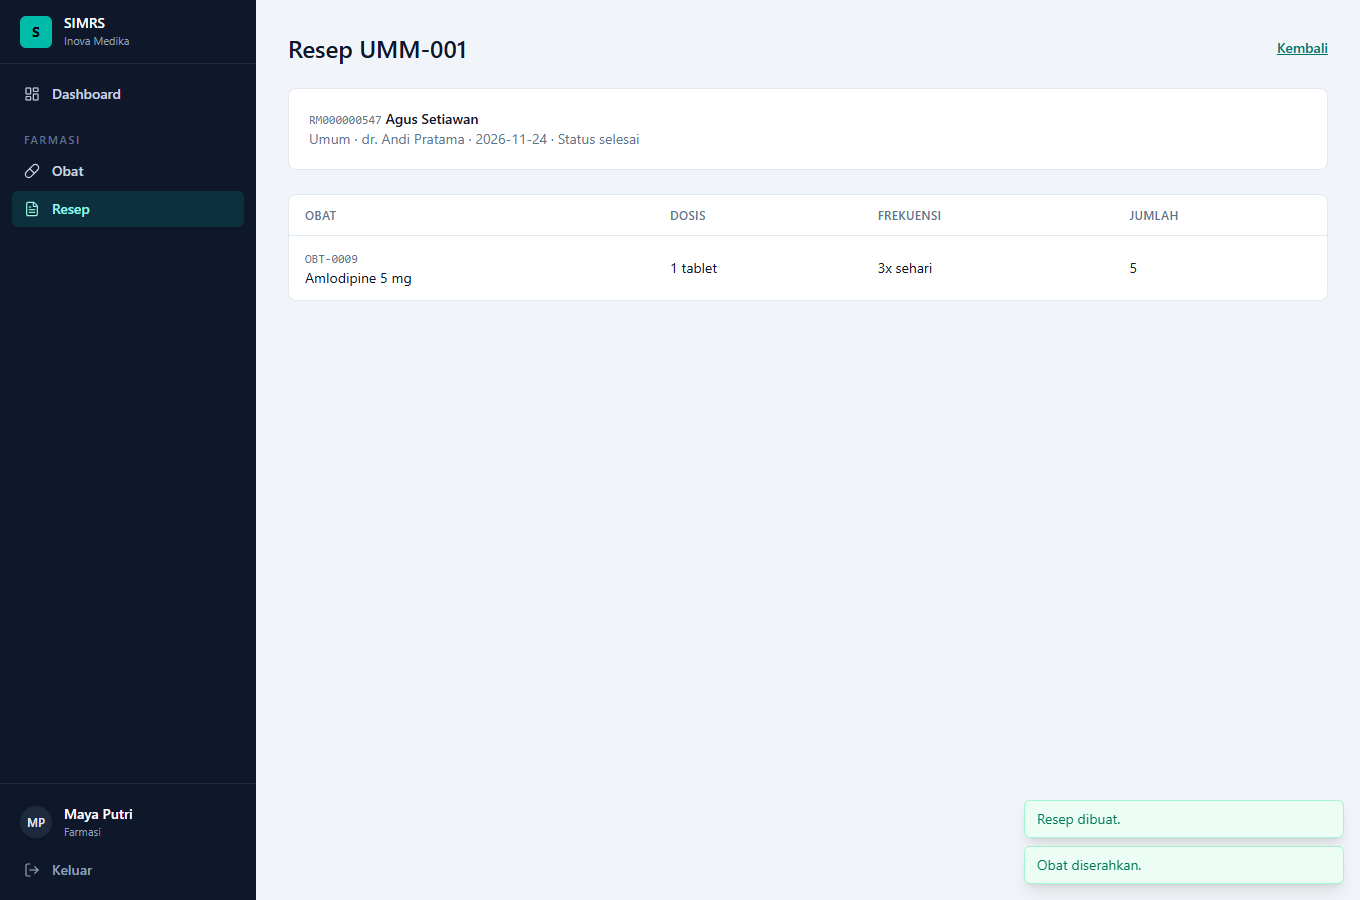 S
SIMRS
Inova Medika
Dashboard
FARMASI
Obat
Resep
MP
Maya Putri
Farmasi
Keluar
Resep UMM-001
Kembali
RM000000547 Agus Setiawan
Umum · dr. Andi Pratama · 2026-11-24 · Status selesai
OBAT DOSIS FREKUENSI JUMLAH
OBT-0009
Amlodipine 5 mg
1 tablet 3x sehari 5
Resep dibuat.
Obat diserahkan.